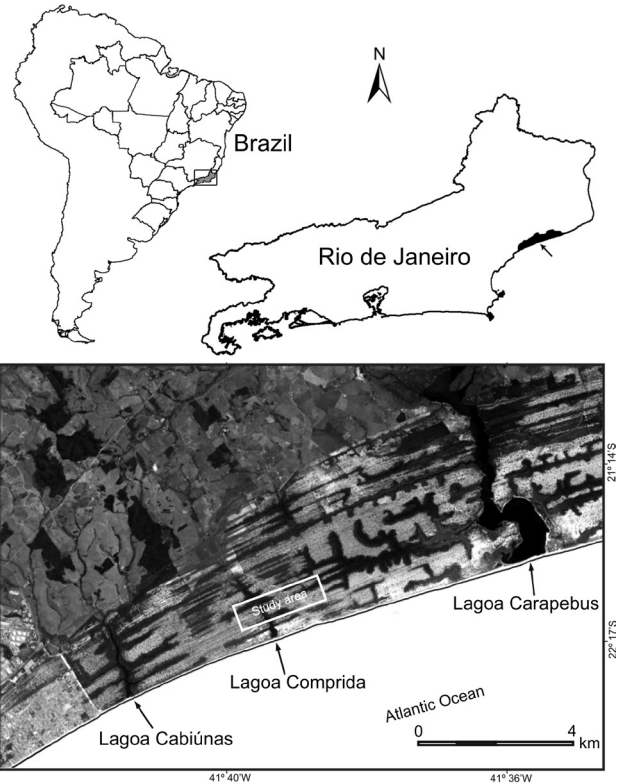 N
Brazil
Rio de Janeiro
21° 14'S
Study area
Lagoa Carapebus
22° 17'S
Lagoa Comprida
Atlantic Ocean
0 4
km
Lagoa Cabiúnas
41° 40'W 41° 36'W